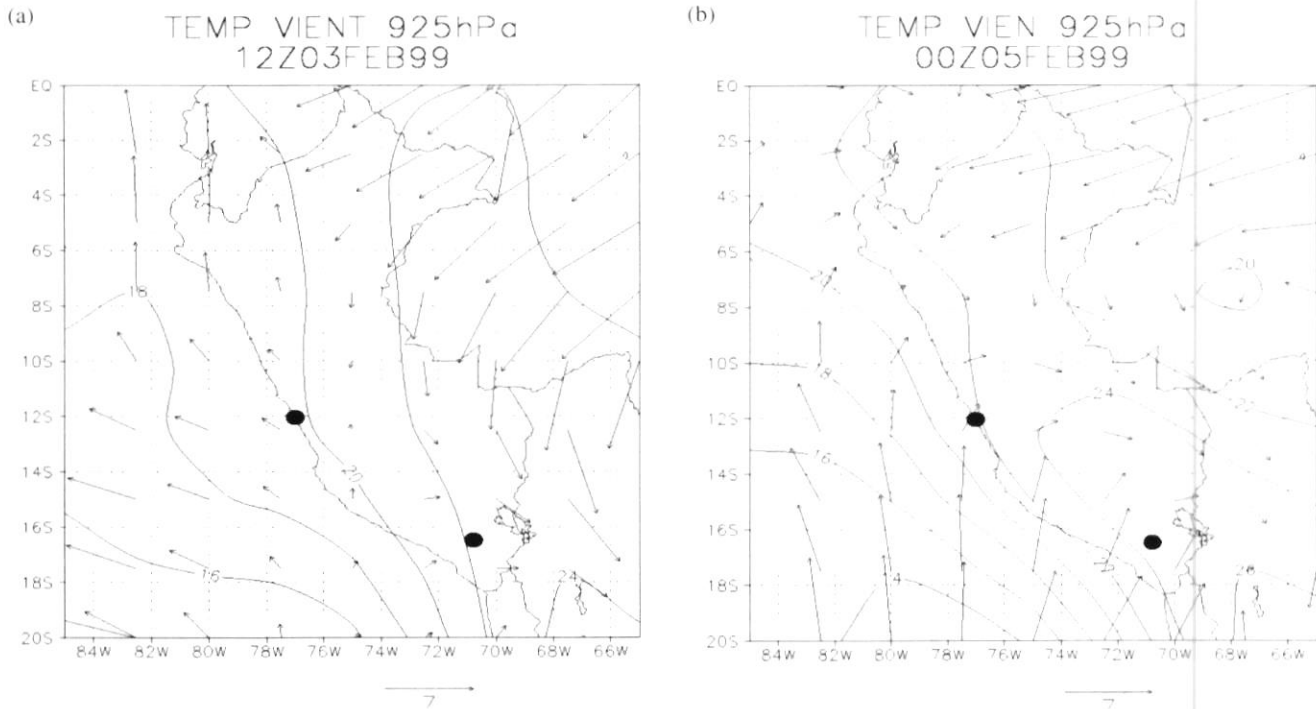 (a)
TEMP VIENT 925hPa
12Z03FEB99
EQ
2S
4S
6S
8S
10S
12S
14S
16S
18S
20S
18
20
16
24
84W 82W 80W 78W 76W 74W 72W 70W 68W 66W
7
(b)
TEMP VIEN 925hPa
00Z05FEB99
EQ
2S
4S
6S
8S
10S
12S
14S
16S
18S
20S
20
18
24
16
84W 82W 80W 78W 76W 74W 72W 70W 68W 66W
7